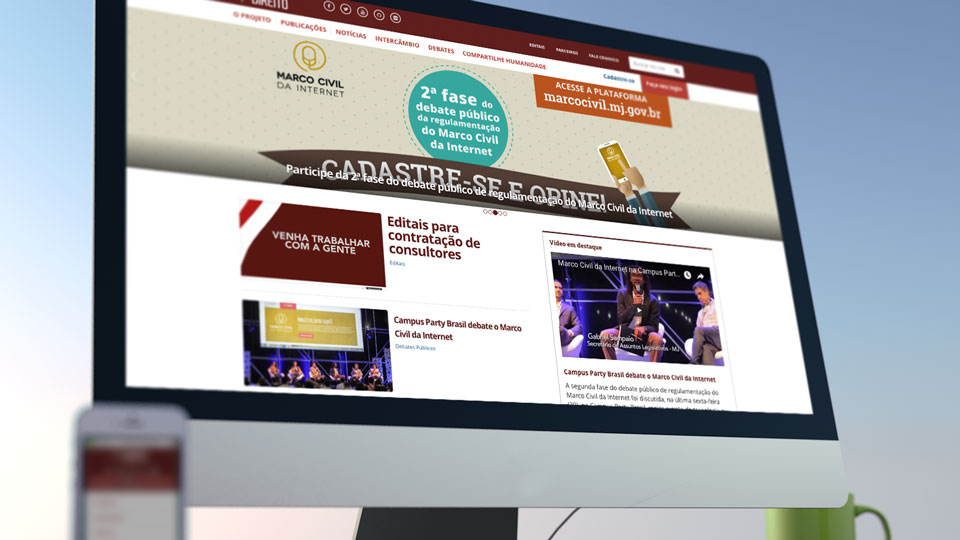 DIREITO
O PROJETO PUBLICAÇÕES NOTÍCIAS INTERCÂMBIO DEBATES COMPARTILHE HUMANIDADE
EDITAIS PARCEIROS FALE CONOSCO
Cadastre-se Faça seu login
MARCO CIVIL
DA INTERNET
2ª fase do
debate público
da regulamentação
do Marco Civil
da Internet
ACESSE A PLATAFORMA
marcocivil.mj.gov.br
MARCO CIVIL
CADASTRE-SE E OPINE!
Participe da 2ª fase do debate público de regulamentação do Marco Civil da Internet
VENHA TRABALHAR
COM A GENTE
Editais para
contratação de
consultores
Editais
MARCO CIVIL
Campus Party Brasil debate o Marco
Civil da Internet
Debates Públicos
Vídeo em destaque
Marco Civil da Internet na Campus Part...
Gabriel Sampaio
Secretário de Assuntos Legislativos - MJ
Campus Party Brasil debate o Marco Civil da Internet
A segunda fase do debate público de regulamentação do
Marco Civil da Internet foi discutida, na última sexta-feira